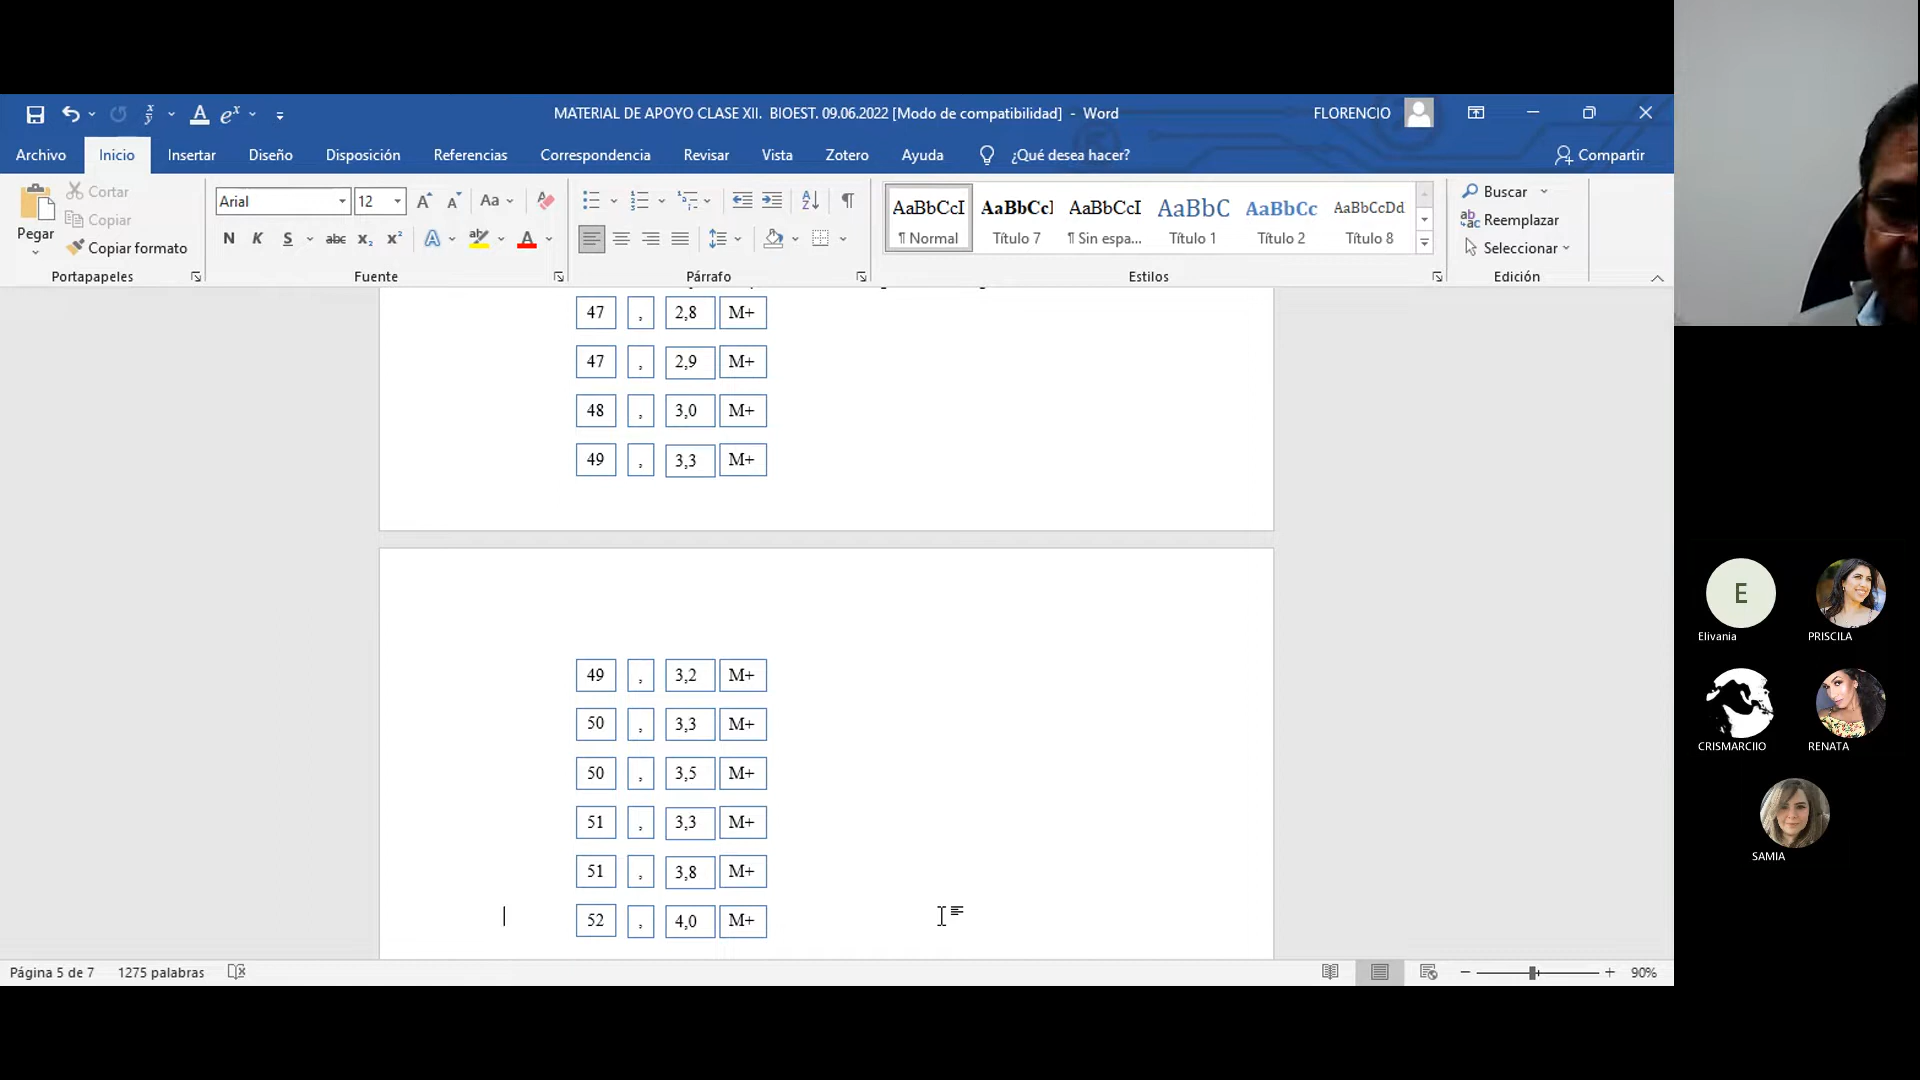 MATERIAL DE APOYO CLASE XII. BIOEST. 09.06.2022 [Modo de compatibilidad] - Word
FLORENCIO
Archivo Inicio Insertar Diseño Disposición Referencias Correspondencia Revisar Vista Zotero Ayuda ¿Qué desea hacer? Compartir
Pegar
Cortar
Copiar
Copiar formato
Portapapeles
Arial 12
Aa
N K S abc x₂ x² A A
Fuente
Párrafo
AaBbCcI AaBbCcI AaBbCcI AaBbC AaBbCc AaBbCcDd
¶ Normal Título 7 ¶ Sin espa... Título 1 Título 2 Título 8
Estilos
Buscar
Reemplazar
Seleccionar
Edición
47 , 2,8 M+
47 , 2,9 M+
48 , 3,0 M+
49 , 3,3 M+
49 , 3,2 M+
50 , 3,3 M+
50 , 3,5 M+
51 , 3,3 M+
51 , 3,8 M+
52 , 4,0 M+
Página 5 de 7 1275 palabras
90%
E
Elivania
PRISCILA
CRISMARCIIO
RENATA
SAMIA